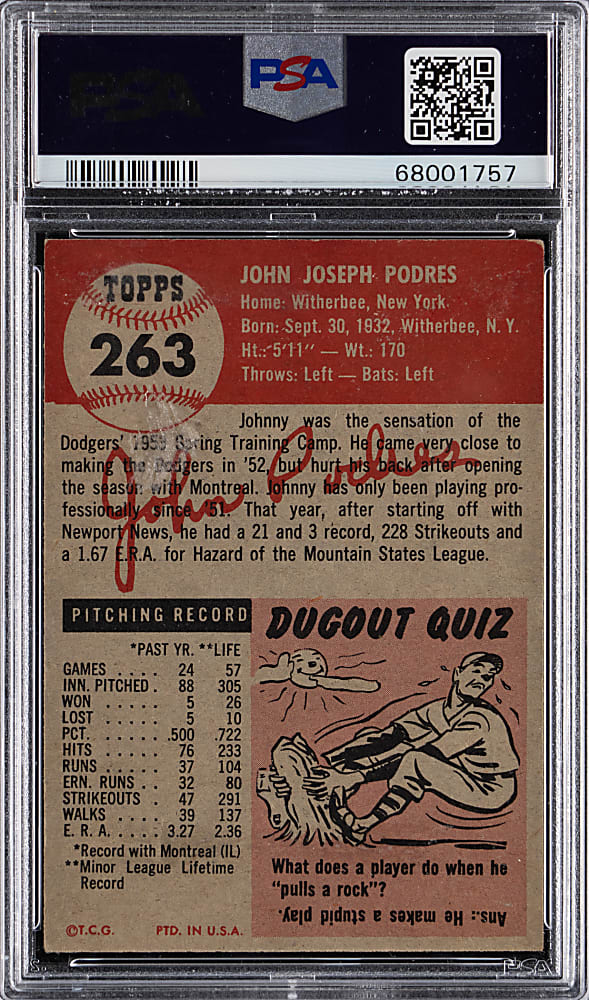 PSA
PSA
68001757
TOPPS
263
JOHN JOSEPH PODRES
Home: Witherbee, New York
Born: Sept. 30, 1932, Witherbee, N. Y.
Ht.: 5'11" — Wt.: 170
Throws: Left — Bats: Left
Johnny was the sensation of the
Dodgers' 1953 Spring Training Camp. He came very close to
making the Dodgers in '52, but hurt his back after opening
the season with Montreal. Johnny has only been playing pro-
fessionally since '51. That year, after starting off with
Newport News, he had a 21 and 3 record, 228 Strikeouts and
a 1.67 E.R.A. for Hazard of the Mountain States League.
John Podres
PITCHING RECORD
*PAST YR. **LIFE
GAMES . . . . 24 57
INN. PITCHED . 88 305
WON . . . . . 5 26
LOST . . . . . 5 10
PCT. . . . . . .500 .722
HITS . . . . . 76 233
RUNS . . . . . 37 104
ERN. RUNS . . 32 80
STRIKEOUTS . 47 291
WALKS . . . . 39 137
E. R. A. . . . . 3.27 2.36
*Record with Montreal (IL)
**Minor League Lifetime
Record
©T.C.G. PTD. IN U.S.A.
DUGOUT QUIZ
What does a player do when he
"pulls a rock"?
Ans.: He makes a stupid play.
PSA